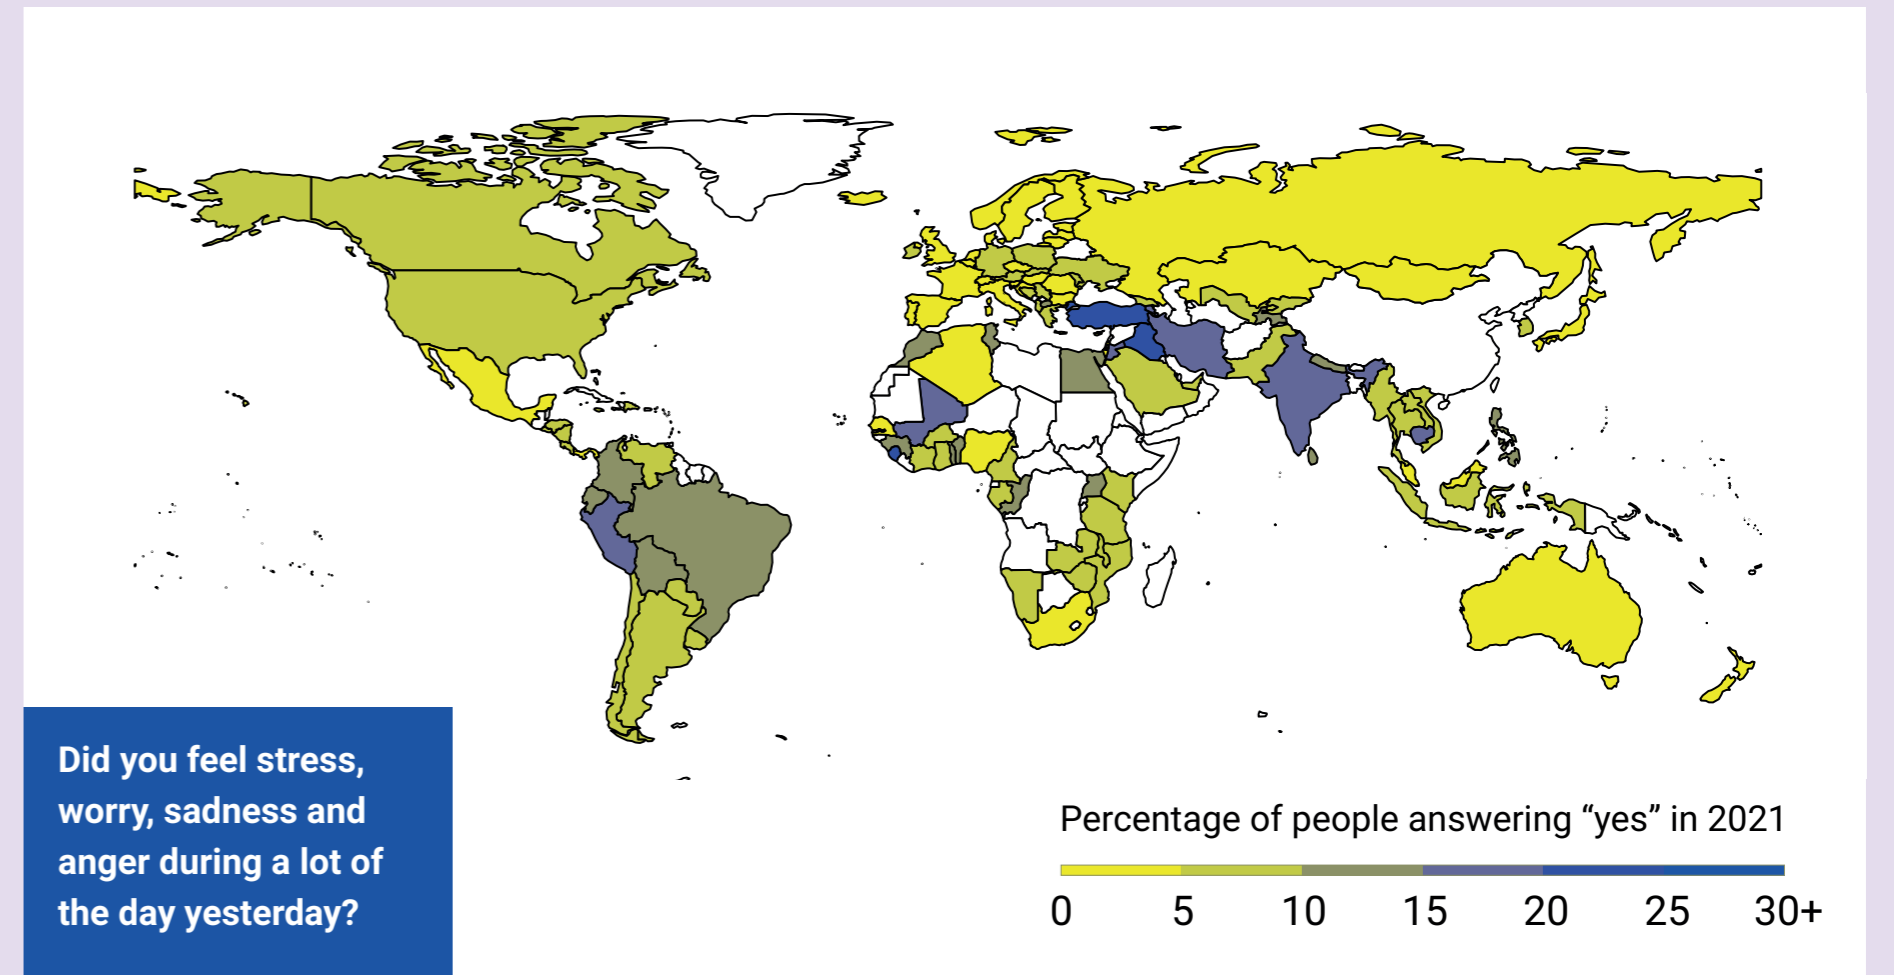 Did you feel stress,
worry, sadness and
anger during a lot of
the day yesterday?
Percentage of people answering “yes” in 2021
0 5 10 15 20 25 30+